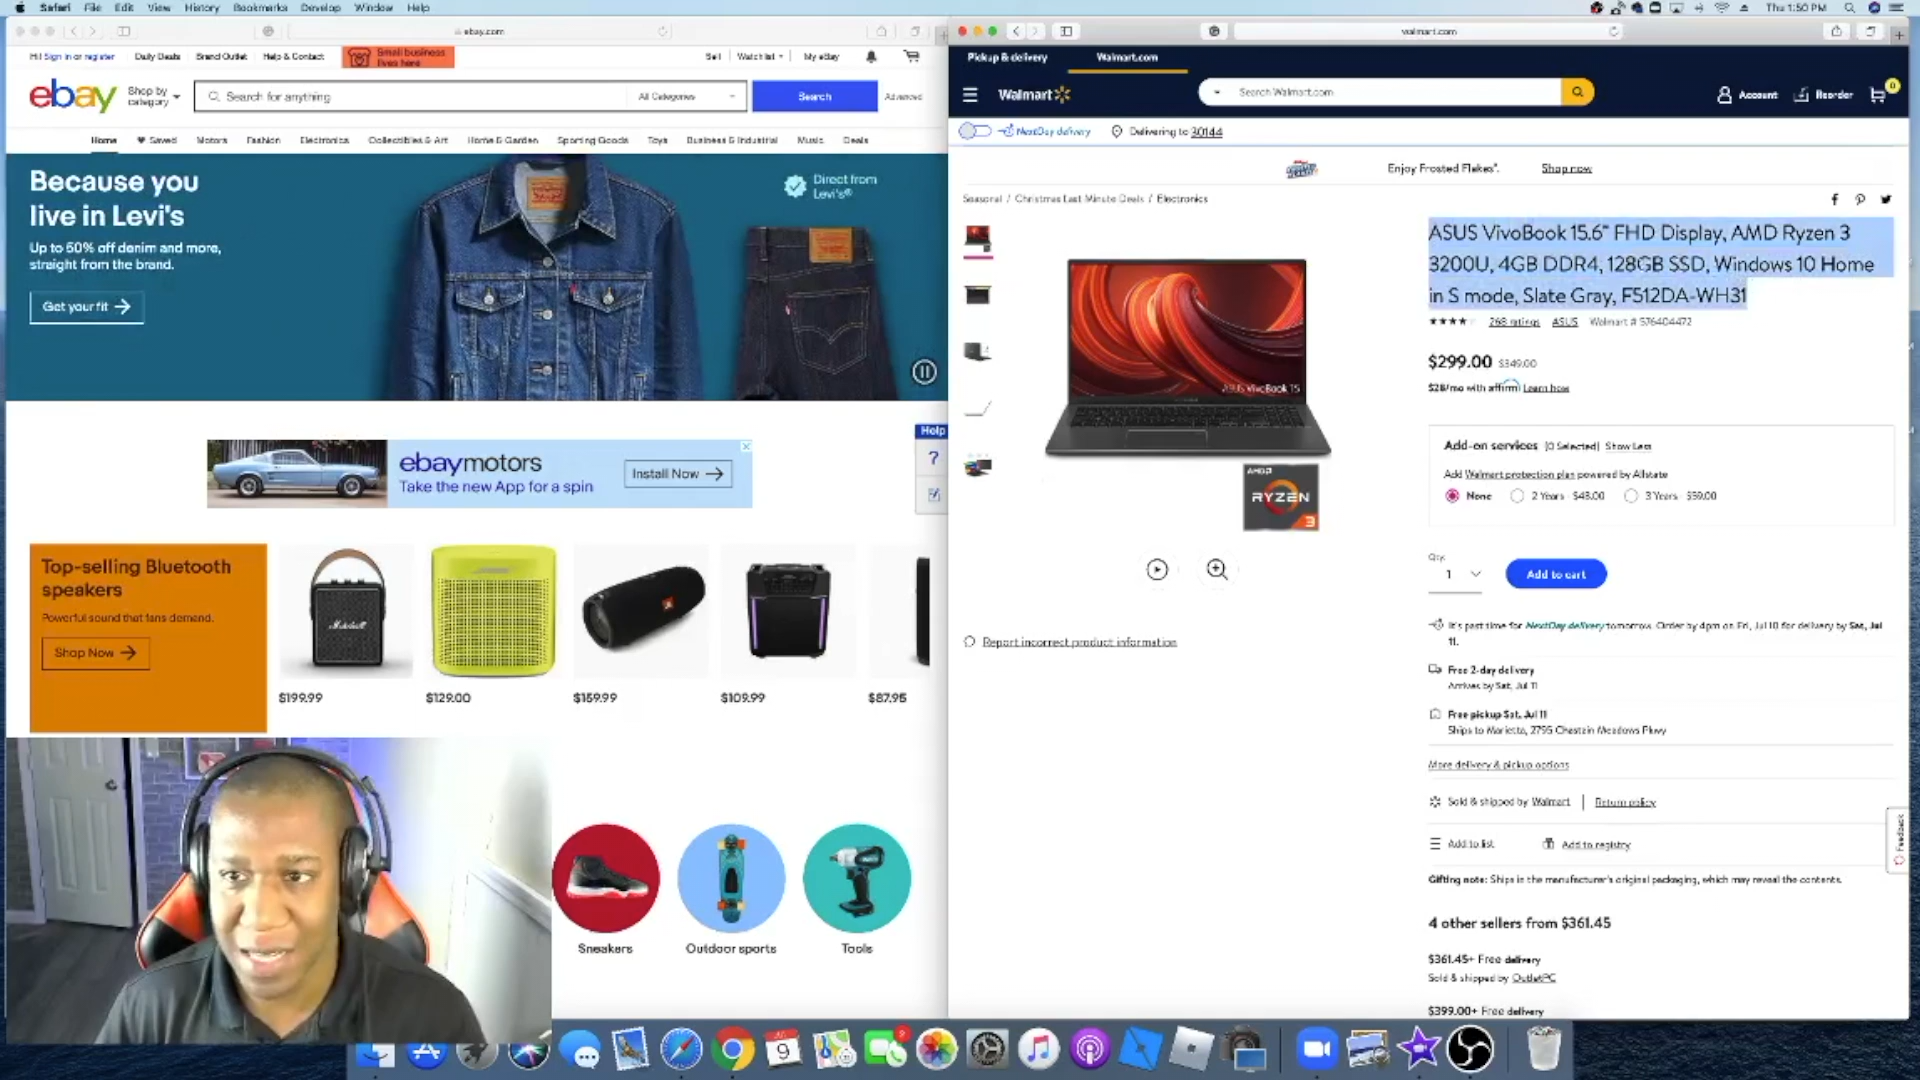 Safari File Edit View History Bookmarks Develop Window Help
Thu 1:50 PM
ebay.com
Hi! Sign in or register Daily Deals Brand Outlet Help & Contact
Small business
lives here
Sell Watchlist My eBay
ebay
Shop by
category
Search for anything
All Categories
Search
Advanced
Home Saved Motors Fashion Electronics Collectibles & Art Home & Garden Sporting Goods Toys Business & Industrial Music Deals
Because you
live in Levi's
Up to 60% off denim and more,
straight from the brand.
Get your fit
Direct from
Levi's®
Help
?
ebaymotors
Take the new App for a spin
Install Now
Top-selling Bluetooth
speakers
Powerful sound that fans demand.
Shop Now
Marshall
$199.99
$129.00
$159.99
$109.99
$87.95
Sneakers
Outdoor sports
Tools
walmart.com
Pickup & delivery
Walmart.com
Walmart
Search Walmart.com
Account
Reorder
0
NextDay delivery
Delivering to 30144
Enjoy Frosted Flakes®.
Shop now
Seasonal / Christmas Last Minute Deals / Electronics
ASUS VivoBook 15.6" FHD Display, AMD Ryzen 3
3200U, 4GB DDR4, 128GB SSD, Windows 10 Home
in S mode, Slate Gray, F512DA-WH31
268 ratings ASUS Walmart # 576404472
$299.00 $349.00
$28/mo with affirm Learn how
ASUS VivoBook 15
AMD
RYZEN
3
Add-on services (0 Selected) Show Less
Add Walmart protection plan powered by Allstate
None 2 Years - $43.00 3 Years - $59.00
Qty:
1
Add to cart
It's past time for NextDay delivery tomorrow. Order by 4pm on Fri, Jul 10 for delivery by Sat, Jul
11.
Free 2-day delivery
Arrives by Sat, Jul 11
Free pickup Sat, Jul 11
Ships to Marietta, 2795 Chastain Meadows Pkwy
More delivery & pickup options
Sold & shipped by Walmart | Return policy
Add to list
Add to registry
Gifting note: Ships in the manufacturer's original packaging, which may reveal the contents.
4 other sellers from $361.45
$361.45+ Free delivery
Sold & shipped by OutletPC
$399.00+ Free delivery
Report incorrect product information
Feedback
JUL
9